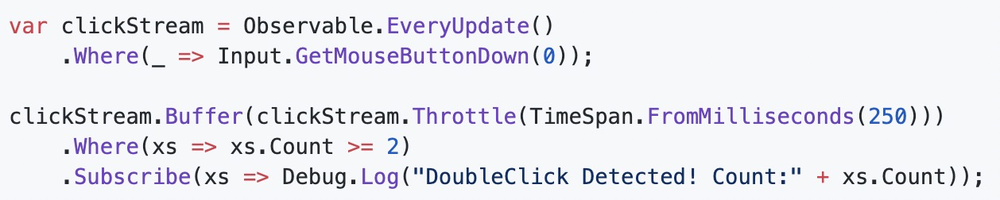 var clickStream = Observable.EveryUpdate()
    .Where(_ => Input.GetMouseButtonDown(0));

clickStream.Buffer(clickStream.Throttle(TimeSpan.FromMilliseconds(250)))
    .Where(xs => xs.Count >= 2)
    .Subscribe(xs => Debug.Log("DoubleClick Detected! Count:" + xs.Count));